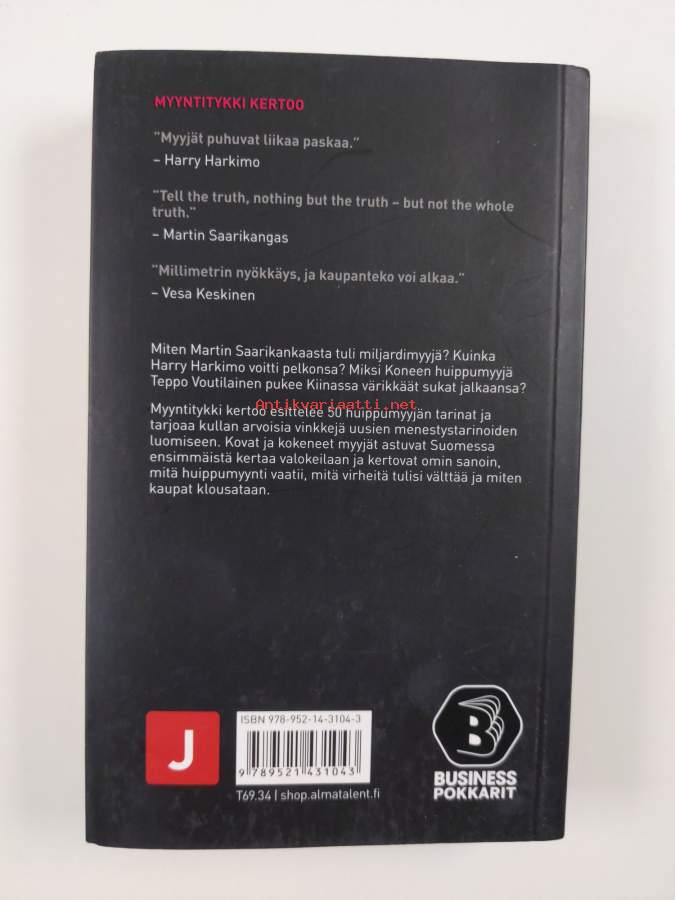 MYYNTITYKKI KERTOO
"Myyjät puhuvat liikaa paskaa."
– Harry Harkimo
"Tell the truth, nothing but the truth – but not the whole
truth."
– Martin Saarikangas
"Millimetrin nyökkäys, ja kaupanteko voi alkaa."
– Vesa Keskinen
Miten Martin Saarikankaasta tuli miljardimyyjä? Kuinka
Harry Harkimo voitti pelkonsa? Miksi Koneen huippumyyjä
Teppo Voutilainen pukee Kiinassa värikkäät sukat jalkaansa?
Antikvariaatti.net
Myyntitykki kertoo esittelee 50 huippumyyjän tarinat ja
tarjoaa kullan arvoisia vinkkejä uusien menestystarinoiden
luomiseen. Kovat ja kokeneet myyjät astuvat Suomessa
ensimmäistä kertaa valokeilaan ja kertovat omin sanoin,
mitä huippumyynti vaatii, mitä virheitä tulisi välttää ja miten
kaupat klousataan.
J
ISBN 978-952-14-3104-3
9 789521 431043
T69.34 | shop.almatalent.fi
B
BUSINESS
POKKARIT